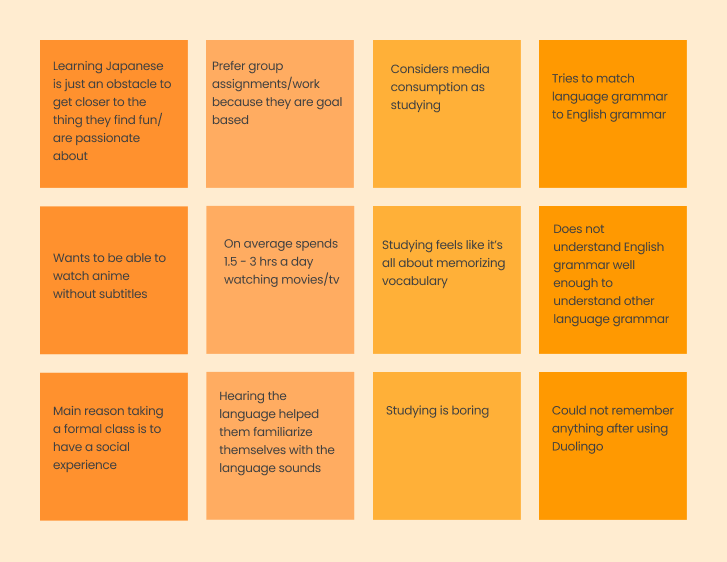 Learning Japanese
is just an obstacle to
get closer to the
thing they find fun/
are passionate
about
Prefer group
assignments/work
because they are goal
based
Considers media
consumption as
studying
Tries to match
language grammar
to English grammar
Wants to be able to
watch anime
without subtitles
On average spends
1.5 - 3 hrs a day
watching movies/tv
Studying feels like it's
all about memorizing
vocabulary
Does not
understand English
grammar well
enough to
understand other
language grammar
Main reason taking
a formal class is to
have a social
experience
Hearing the
language helped
them familiarize
themselves with the
language sounds
Studying is boring
Could not remember
anything after using
Duolingo